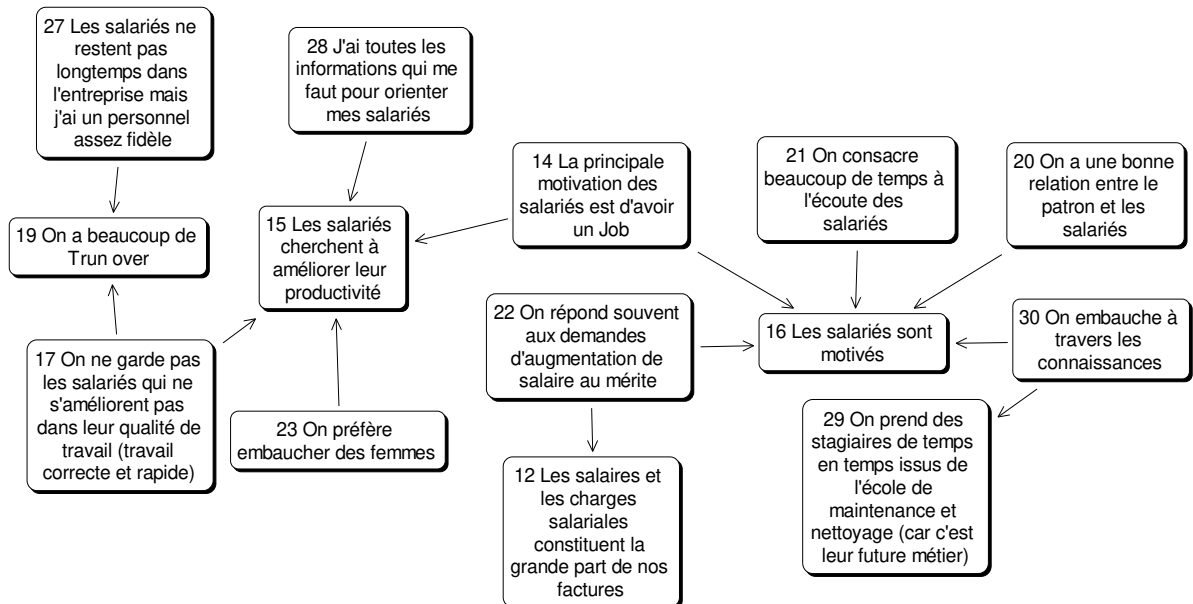 27 Les salariés ne
restent pas
longtemps dans
l'entreprise mais
j'ai un personnel
assez fidèle
28 J'ai toutes les
informations qui me
faut pour orienter
mes salariés
14 La principale
motivation des
salariés est d'avoir
un Job
21 On consacre
beaucoup de temps à
l'écoute des
salariés
20 On a une bonne
relation entre le
patron et les
salariés
19 On a beaucoup de
Trun over
15 Les salariés
cherchent à
améliorer leur
productivité
22 On répond souvent
aux demandes
d'augmentation de
salaire au mérite
16 Les salariés sont
motivés
30 On embauche à
travers les
connaissances
17 On ne garde pas
les salariés qui ne
s'améliorent pas
dans leur qualité de
travail (travail
correcte et rapide)
23 On préfère
embaucher des femmes
12 Les salaires et
les charges
salariales
constituent la
grande part de nos
factures
29 On prend des
stagiaires de temps
en temps issus de
l'école de
maintenance et
nettoyage (car c'est
leur future métier)